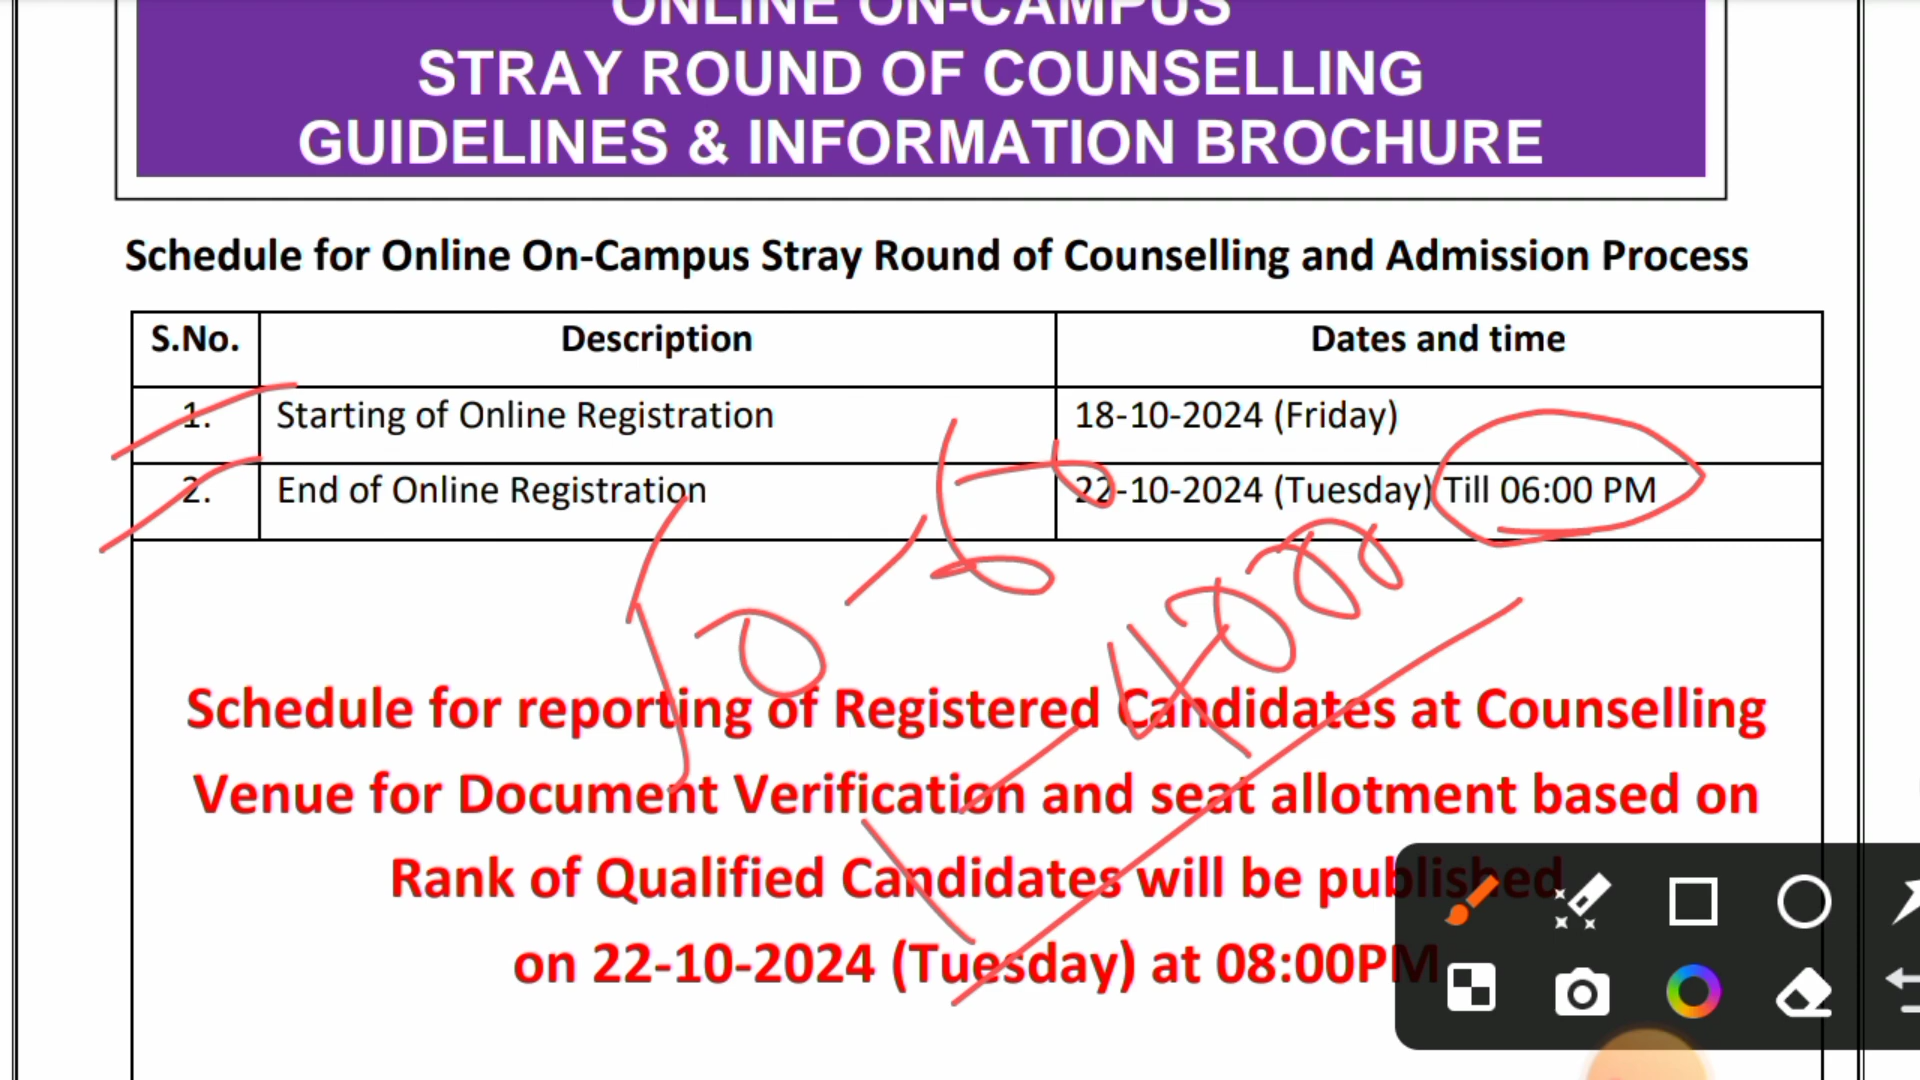 ONLINE ON-CAMPUS
STRAY ROUND OF COUNSELLING
GUIDELINES & INFORMATION BROCHURE
Schedule for Online On-Campus Stray Round of Counselling and Admission Process
S.No. Description Dates and time
1. Starting of Online Registration 18-10-2024 (Friday)
2. End of Online Registration 22-10-2024 (Tuesday) Till 06:00 PM
Schedule for reporting of Registered Candidates at Counselling
Venue for Document Verification and seat allotment based on
Rank of Qualified Candidates will be published
on 22-10-2024 (Tuesday) at 08:00PM